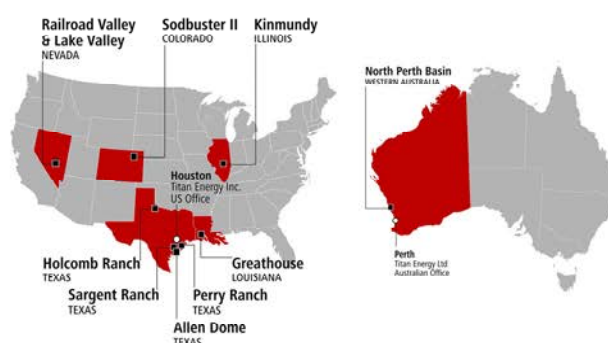 Railroad Valley
& Lake Valley
NEVADA
Sodbuster II
COLORADO
Kinmundy
ILLINOIS
North Perth Basin
WESTERN AUSTRALIA
Houston
Titan Energy Inc.
US Office
Perth
Titan Energy Ltd
Australian Office
Holcomb Ranch
TEXAS
Greathouse
LOUISIANA
Sargent Ranch
TEXAS
Perry Ranch
TEXAS
Allen Dome
TEXAS